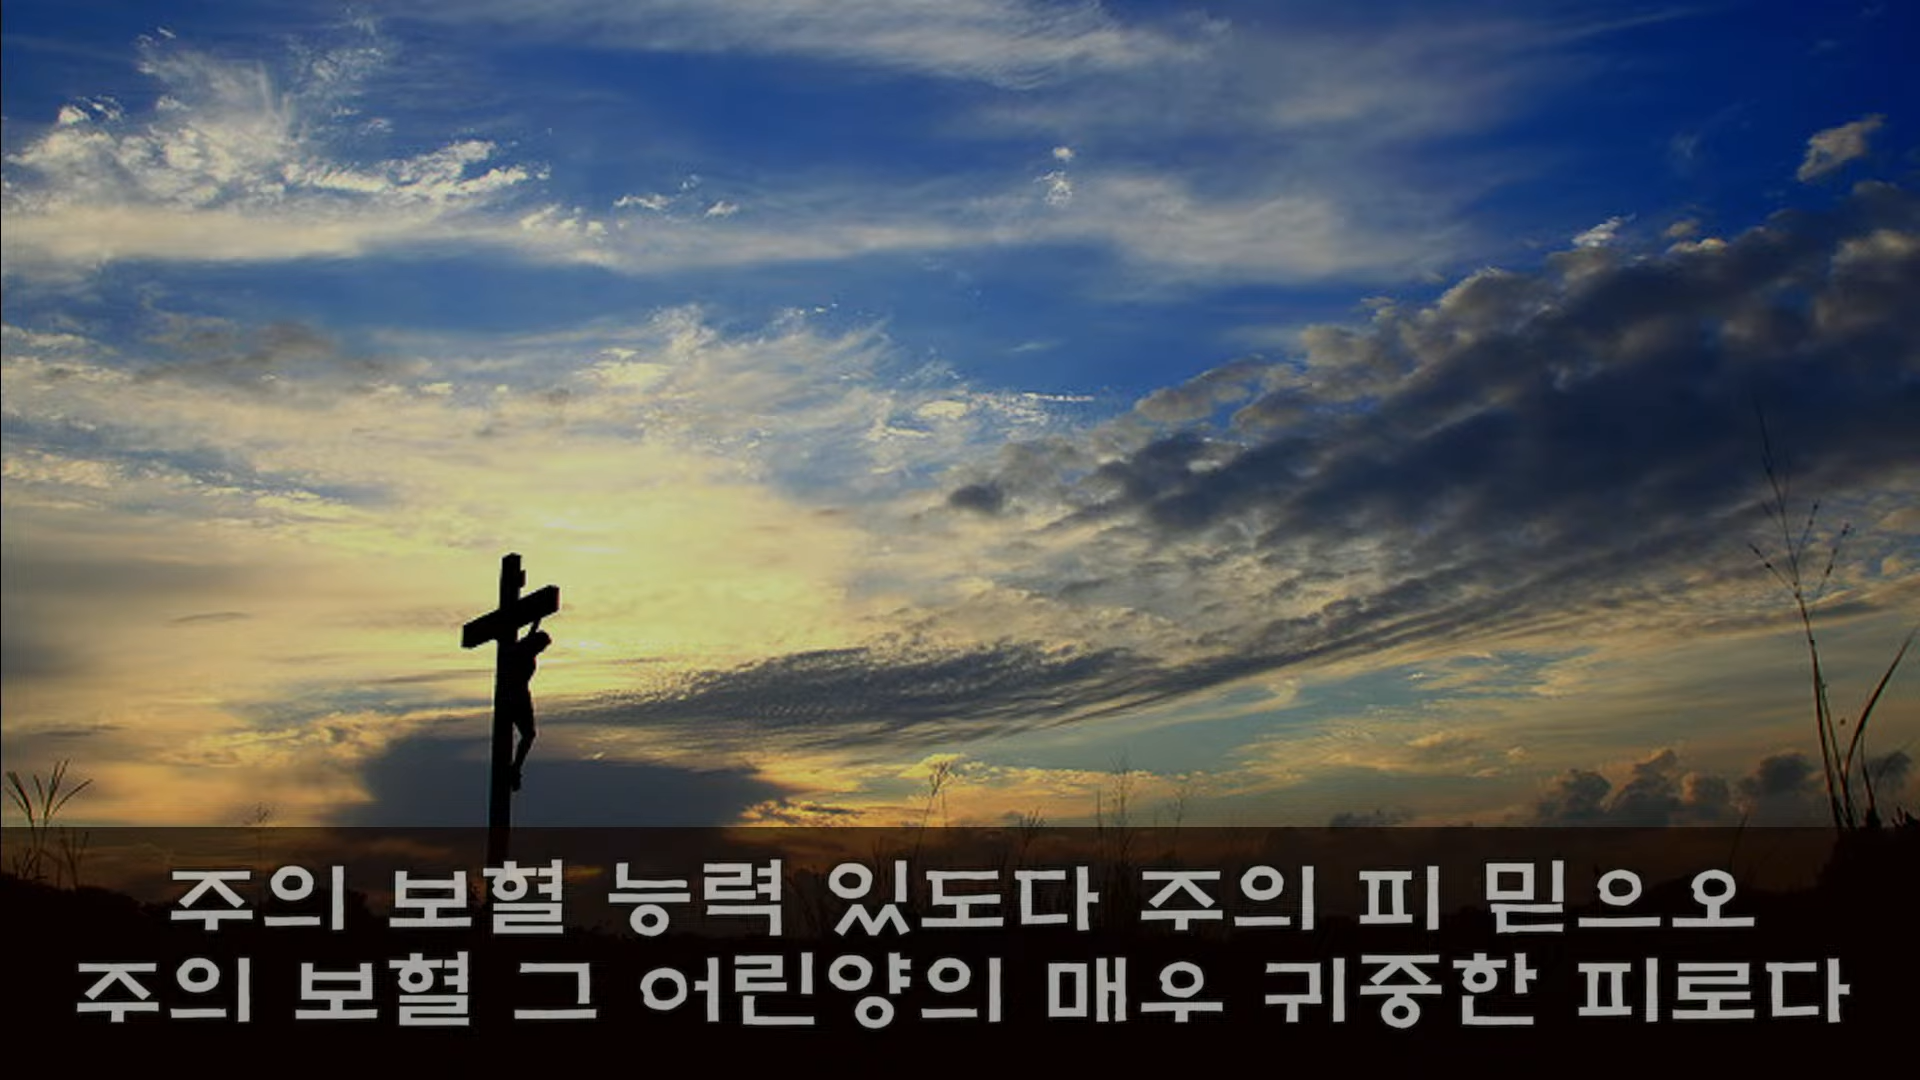 주의 보혈 능력 있도다 주의 피 믿으오
주의 보혈 그 어린양의 매우 귀중한 피로다